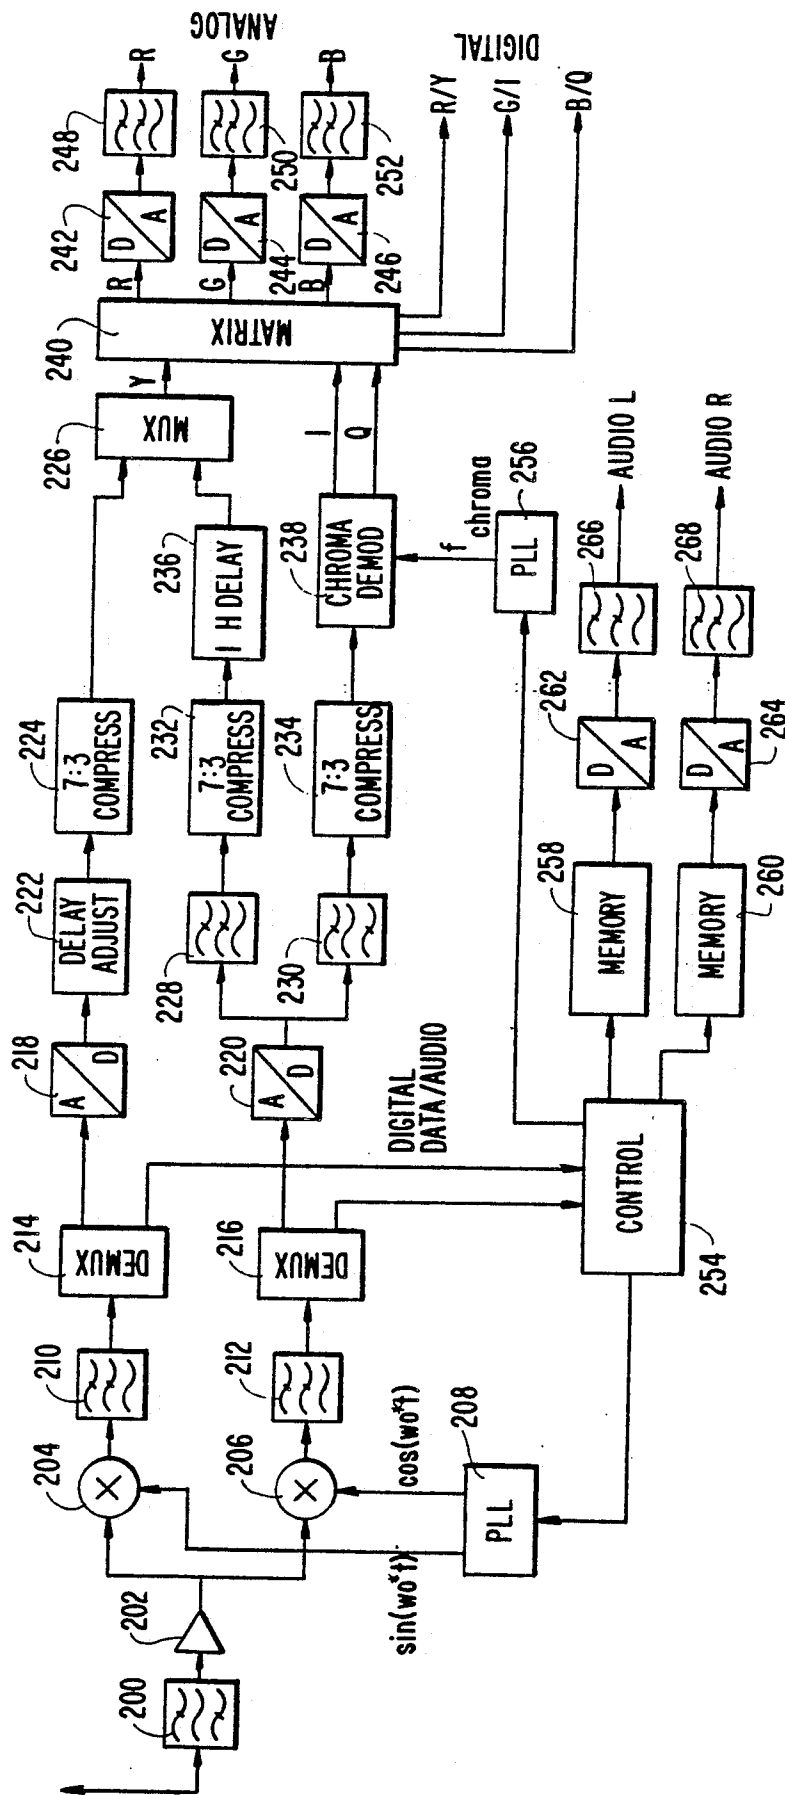 200
202
204
206
sin(wo*t)
cos(wo*t)
PLL
208
210
212
DEMUX
214
DEMUX
216
A
D
218
A
D
220
DIGITAL
DATA/AUDIO
CONTROL
254
DELAY
ADJUST
222
228
230
7:3
COMPRESS
224
7:3
COMPRESS
232
7:3
COMPRESS
234
1 H DELAY
236
CHROMA
DEMOD
238
f chroma
PLL
256
MUX
226
Y
I
Q
MATRIX
240
R
G
B
D
A
242
D
A
244
D
A
246
248
250
252
R
G
B
ANALOG
DIGITAL
R/Y
G/I
B/Q
MEMORY
258
MEMORY
260
D
A
262
D
A
264
266
268
AUDIO L
AUDIO R